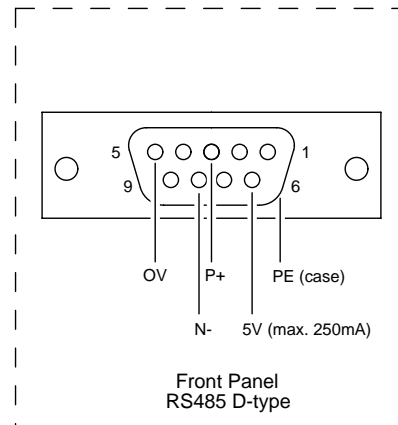 5 1
9 6
OV P+ PE (case)
N- 5V (max. 250mA)
Front Panel
RS485 D-type